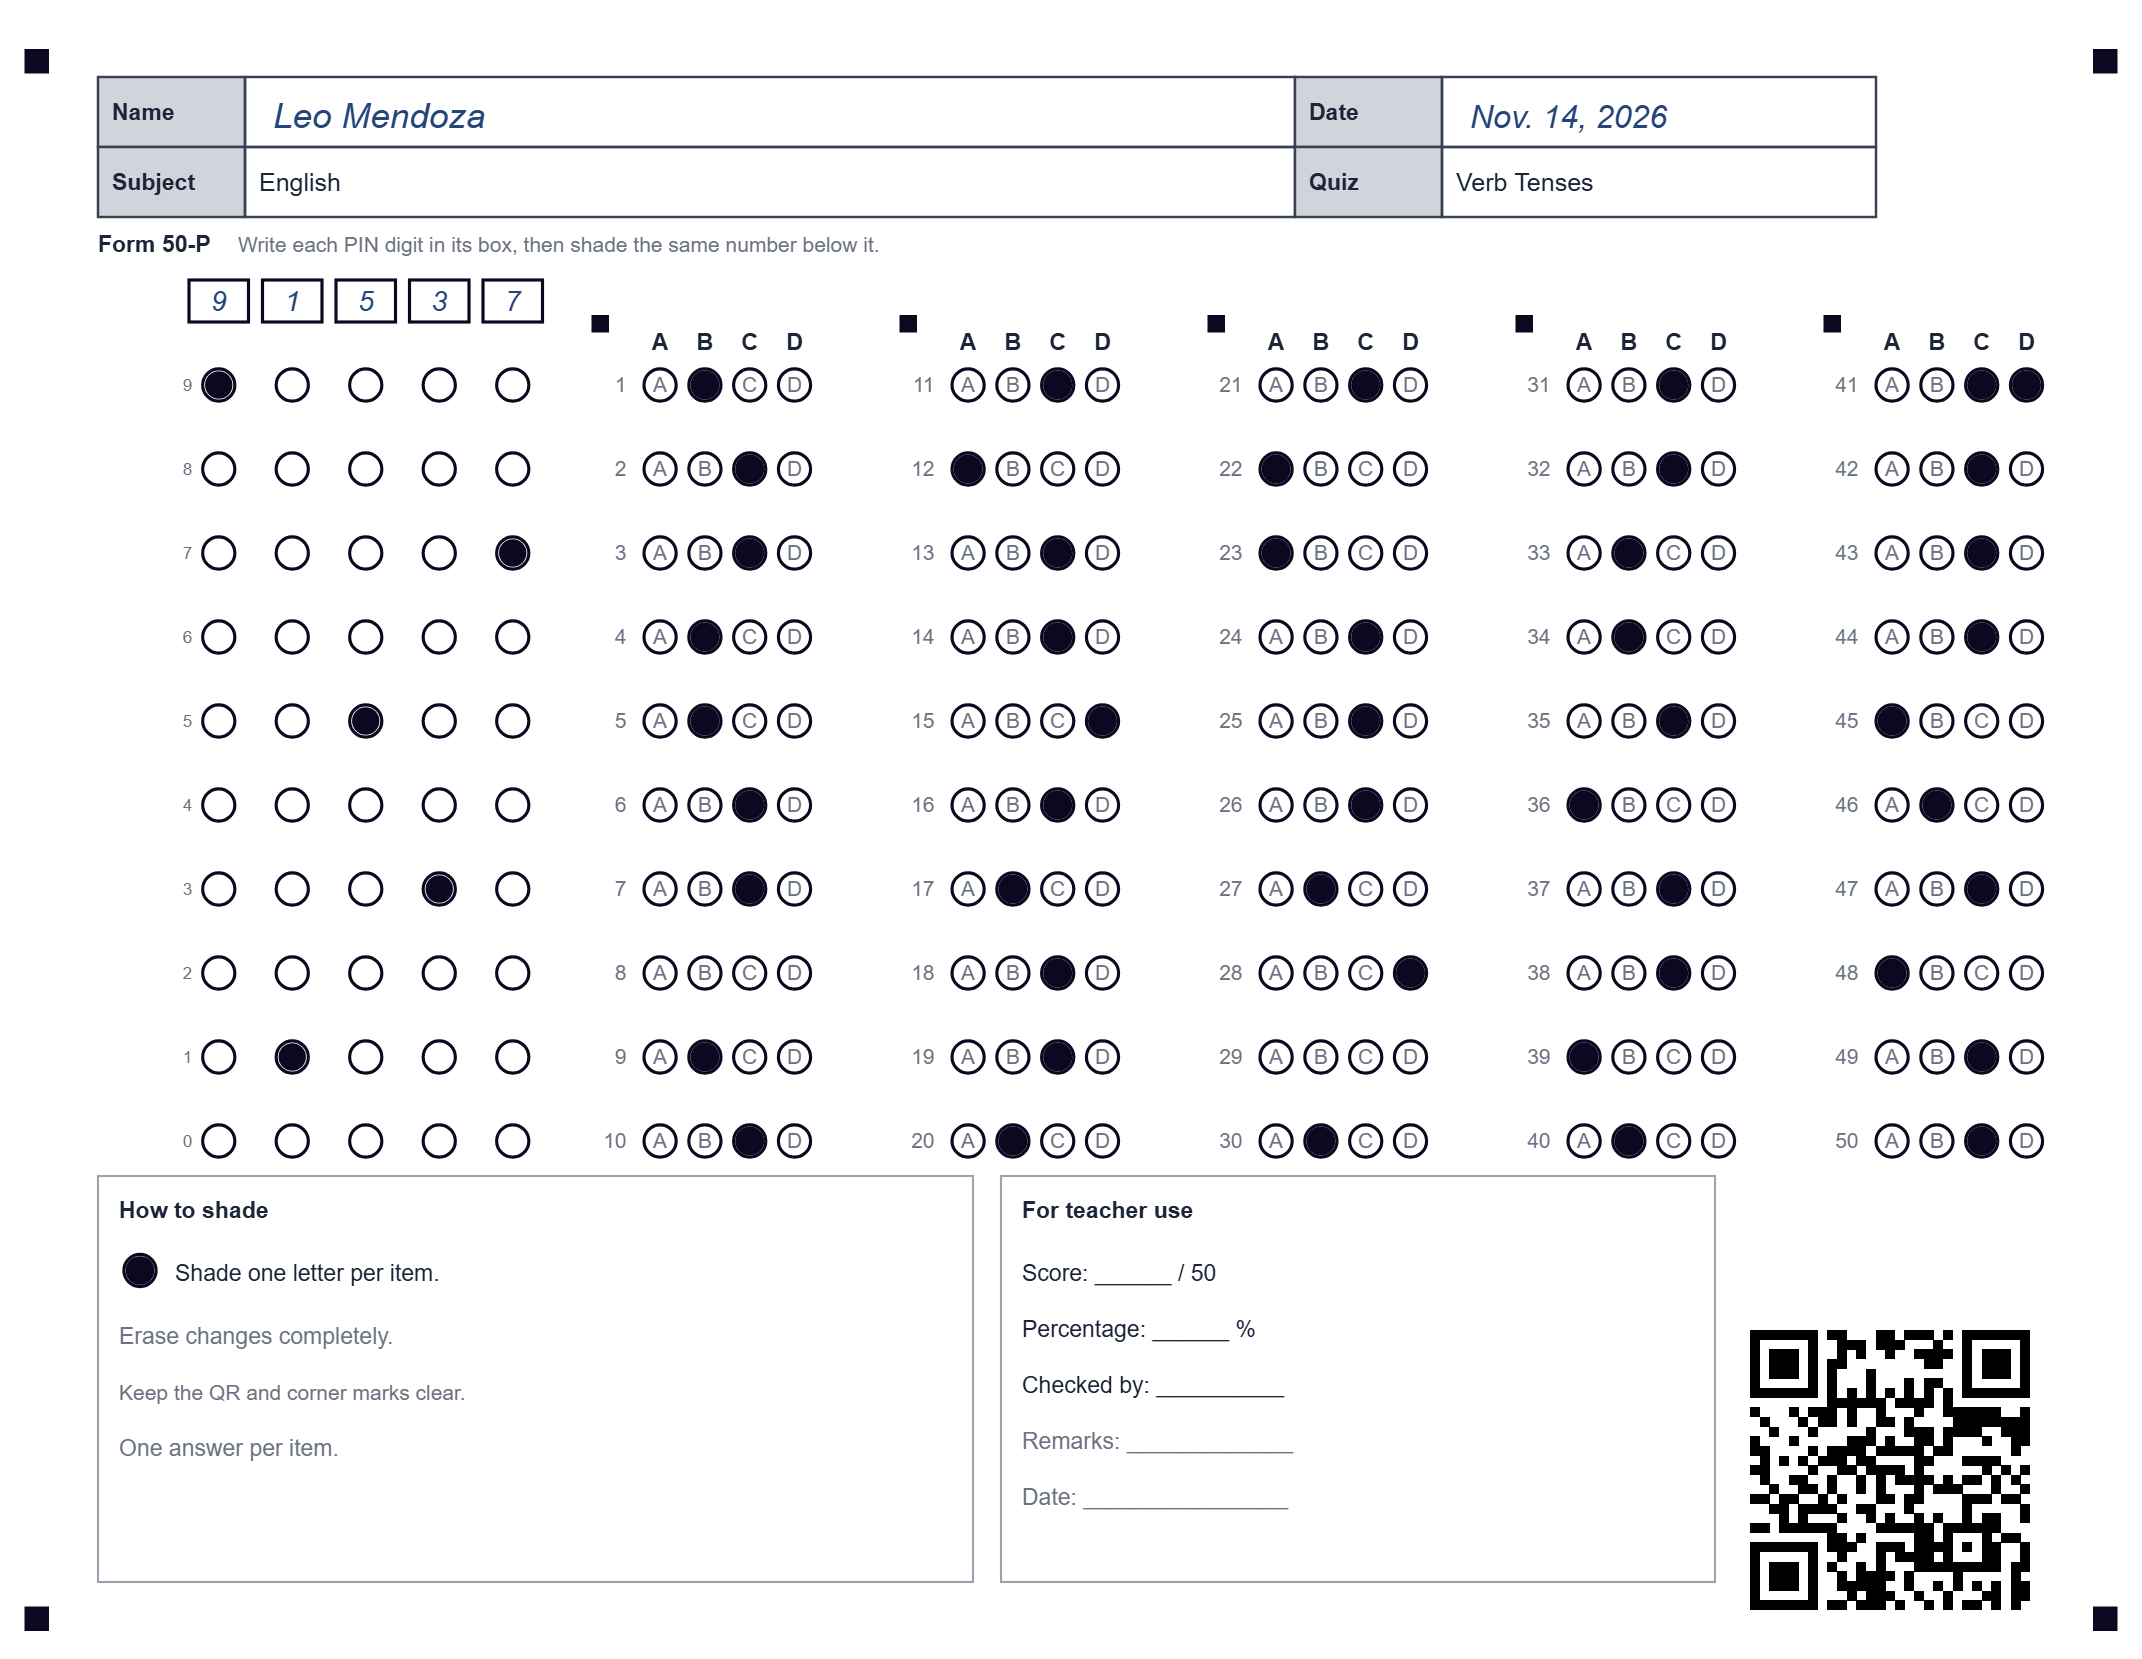 Name Leo Mendoza Date Nov. 14, 2026
Subject English Quiz Verb Tenses
Form 50-P Write each PIN digit in its box, then shade the same number below it.
9 1 5 3 7
A B C D A B C D A B C D A B C D A B C D
9 1 A C D 11 A B D 21 A B D 31 A B D 41 A B
8 2 A B D 12 B C D 22 B C D 32 A B D 42 A B D
7 3 A B D 13 A B D 23 B C D 33 A C D 43 A B D
6 4 A C D 14 A B D 24 A B D 34 A C D 44 A B D
5 5 A C D 15 A B C 25 A B D 35 A B D 45 B C D
4 6 A B D 16 A B D 26 A B D 36 B C D 46 A C D
3 7 A B D 17 A C D 27 A C D 37 A B D 47 A B D
2 8 A B C D 18 A B D 28 A B C 38 A B D 48 B C D
1 9 A C D 19 A B D 29 A B C D 39 B C D 49 A B D
0 10 A B D 20 A C D 30 A C D 40 A C D 50 A B D
How to shade
Shade one letter per item.
Erase changes completely.
Keep the QR and corner marks clear.
One answer per item.
For teacher use
Score: ______ / 50
Percentage: ______ %
Checked by: __________
Remarks: _____________
Date: ________________